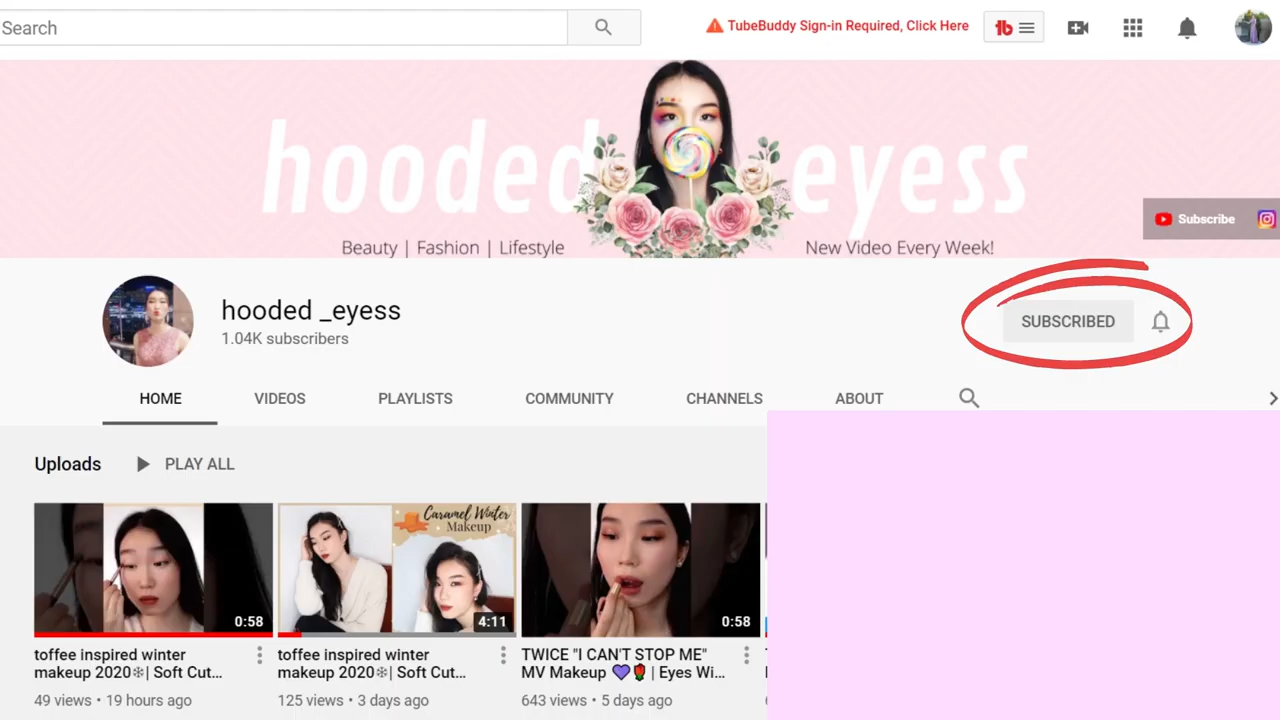 Search
TubeBuddy Sign-in Required, Click Here
hooded eyess
Beauty | Fashion | Lifestyle
New Video Every Week!
Subscribe
hooded _eyess
1.04K subscribers
SUBSCRIBED
HOME VIDEOS PLAYLISTS COMMUNITY CHANNELS ABOUT
Uploads PLAY ALL
Caramel Winter
Makeup
0:58 4:11 0:58
toffee inspired winter
makeup 2020❄| Soft Cut...
49 views • 19 hours ago
toffee inspired winter
makeup 2020❄| Soft Cut...
125 views • 3 days ago
TWICE "I CAN'T STOP ME"
MV Makeup 💜🌹 | Eyes Wi...
643 views • 5 days ago